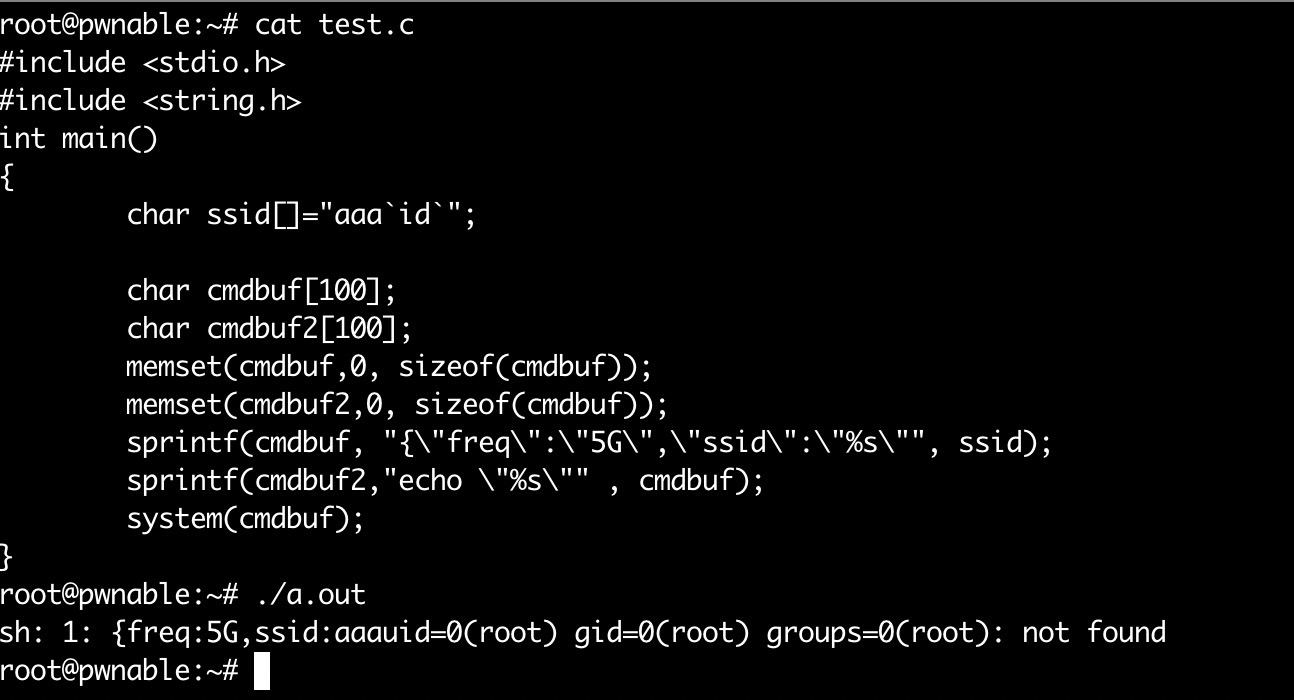 root@pwnable:~# cat test.c
#include <stdio.h>
#include <string.h>
int main()
{
        char ssid[]="aaa`id`";

        char cmdbuf[100];
        char cmdbuf2[100];
        memset(cmdbuf,0, sizeof(cmdbuf));
        memset(cmdbuf2,0, sizeof(cmdbuf));
        sprintf(cmdbuf, "{\"freq\":\"5G\",\"ssid\":\"%s\"", ssid);
        sprintf(cmdbuf2,"echo \"%s\"" , cmdbuf);
        system(cmdbuf);
}
root@pwnable:~# ./a.out
sh: 1: {freq:5G,ssid:aaauid=0(root) gid=0(root) groups=0(root): not found
root@pwnable:~#